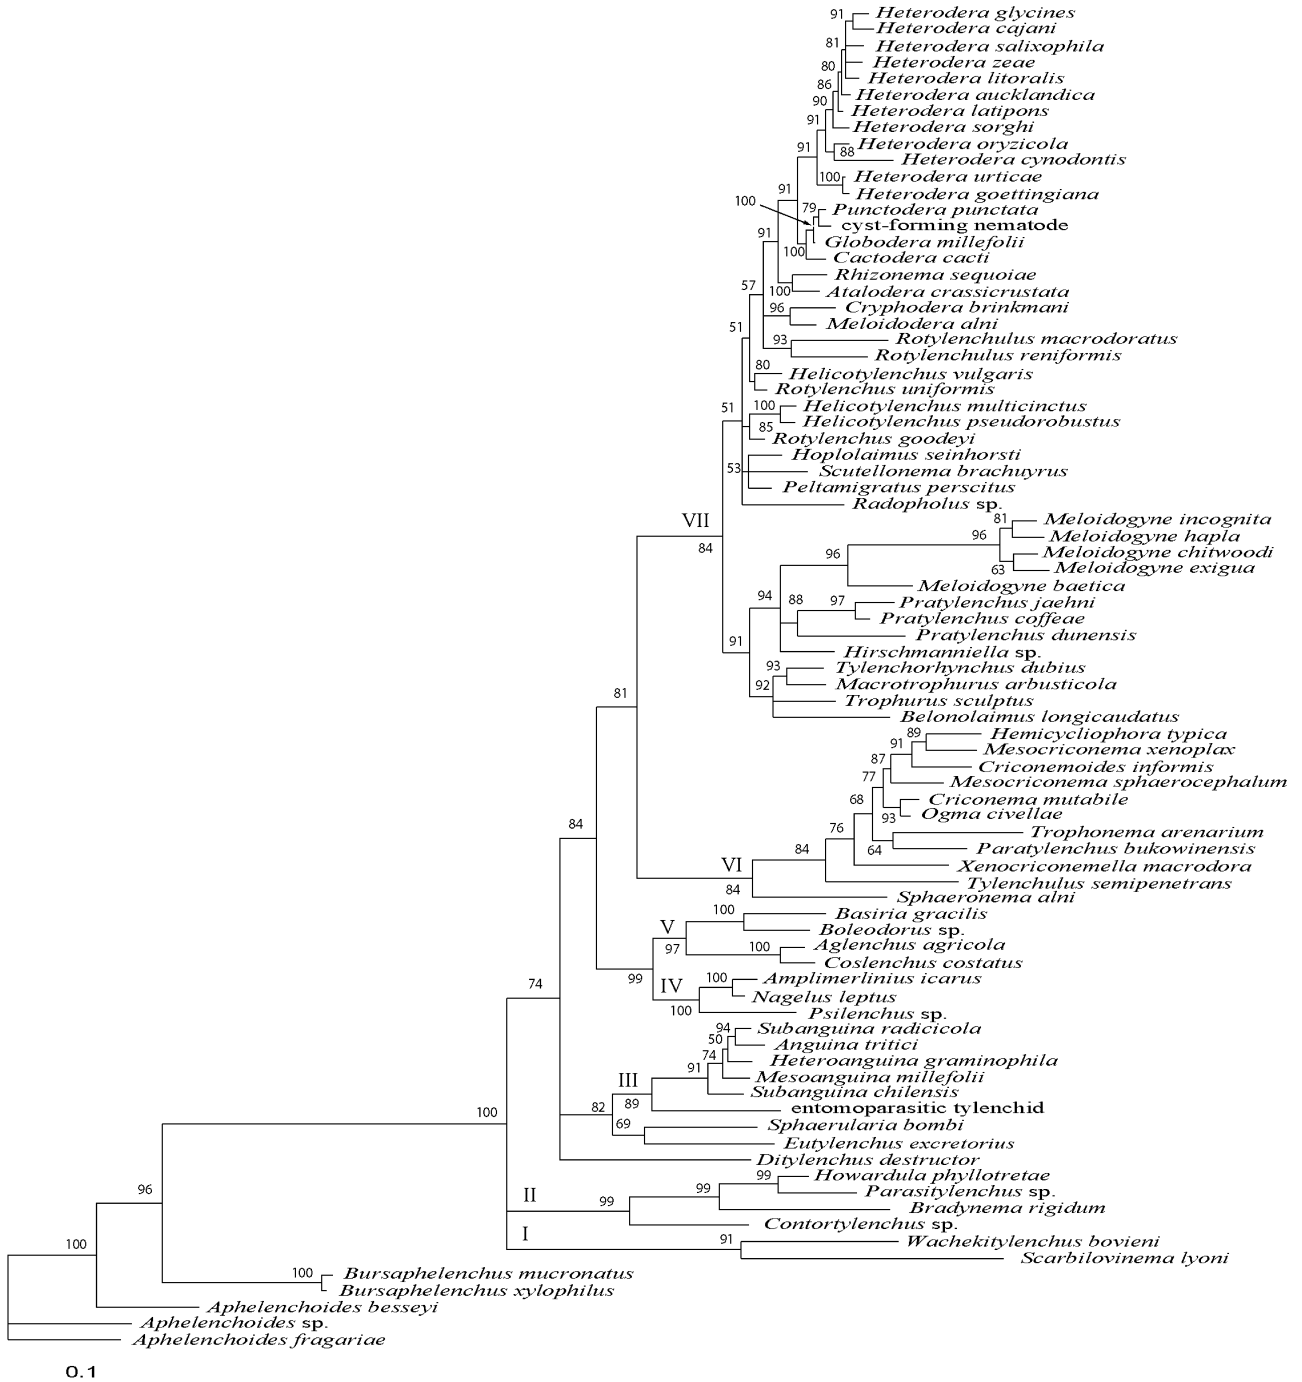 91 Heterodera glycines
Heterodera cajani
81 Heterodera salixophila
80 Heterodera zeae
Heterodera litoralis
86 Heterodera aucklandica
90 Heterodera latipons
91 Heterodera sorghi
Heterodera oryzicola
91 88 Heterodera cynodontis
100 Heterodera urticae
91 Heterodera goettingiana
100 79 Punctodera punctata
cyst-forming nematode
91 Globodera millefolii
100 Cactodera cacti
Rhizonema sequoiae
57 100 Atalodera crassicrustata
96 Cryphodera brinkmani
51 Meloidodera alni
93 Rotylenchulus macrodoratus
Rotylenchulus reniformis
80 Helicotylenchus vulgaris
Rotylenchus uniformis
51 100 Helicotylenchus multicinctus
85 Helicotylenchus pseudorobustus
Rotylenchus goodeyi
Hoplolaimus seinhorsti
53 Scutellonema brachuyrus
Peltamigratus perscitus
Radopholus sp.
VII 81 Meloidogyne incognita
84 96 96 Meloidogyne hapla
Meloidogyne chitwoodi
63 Meloidogyne exigua
Meloidogyne baetica
94 88 97 Pratylenchus jaehni
Pratylenchus coffeae
91 Pratylenchus dunensis
Hirschmanniella sp.
93 Tylenchorhynchus dubius
92 Macrotrophurus arbusticola
81 Trophurus sculptus
Belonolaimus longicaudatus
89 Hemicycliophora typica
91 Mesocriconema xenoplax
87 Criconemoides informis
77 Mesocriconema sphaerocephalum
68 Criconema mutabile
93 Ogma civellae
84 76 Trophonema arenarium
84 64 Paratylenchus bukowinensis
VI Xenocriconemella macrodora
84 Tylenchulus semipenetrans
Sphaeronema alni
100 Basiria gracilis
V Boleodorus sp.
97 100 Aglenchus agricola
Coslenchus costatus
99 IV 100 Amplimerlinius icarus
74 Nagelus leptus
100 Psilenchus sp.
94 Subanguina radicicola
50 Anguina tritici
74 Heteroanguina graminophila
91 Mesoanguina millefolii
III Subanguina chilensis
82 89 entomoparasitic tylenchid
100 69 Sphaerularia bombi
Eutylenchus excretorius
Ditylenchus destructor
99 Howardula phyllotretae
96 II 99 Parasitylenchus sp.
99 Bradynema rigidum
Contortylenchus sp.
I 91 Wachekitylenchus bovieni
100 Scarbilovinema lyoni
100 Bursaphelenchus mucronatus
Bursaphelenchus xylophilus
Aphelenchoides besseyi
Aphelenchoides sp.
Aphelenchoides fragariae
0.1